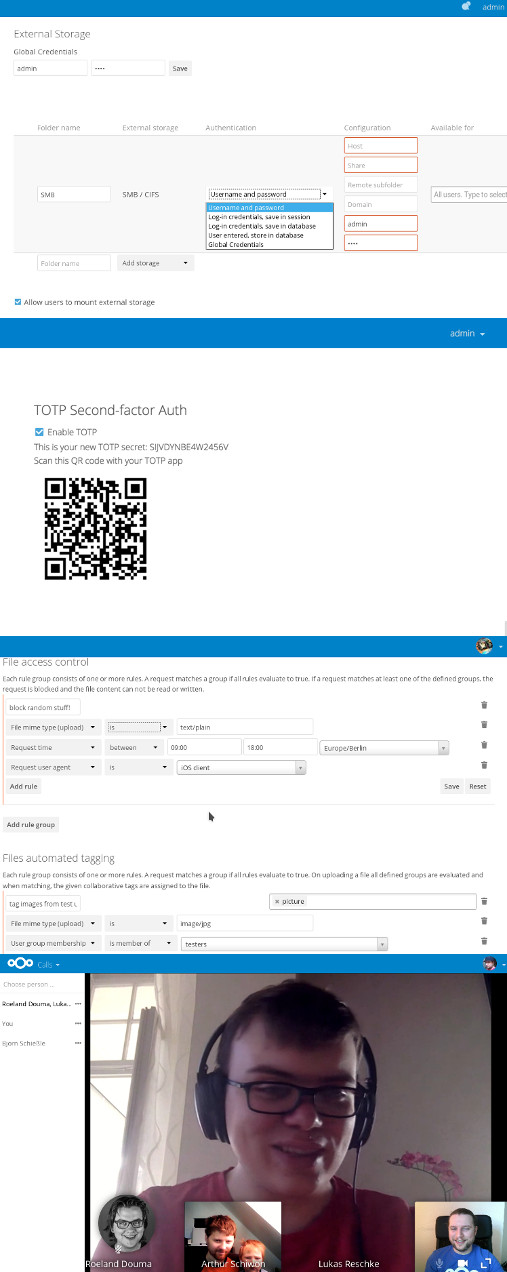 admin
External Storage
Global Credentials
admin •••• Save
Folder name External storage Authentication Configuration Available for
Host
Share
Remote subfolder
SMB SMB / CIFS Username and password All users. Type to select
Domain
Username and password
Log-in credentials, save in session
admin
Log-in credentials, save in database
User entered, store in database
••••
Global Credentials
Folder name Add storage
Allow users to mount external storage
admin
TOTP Second-factor Auth
Enable TOTP
This is your new TOTP secret: SIJVDYNBE4W2456V
Scan this QR code with your TOTP app
File access control
Each rule group consists of one or more rules. A request matches a group if all rules evaluate to true. If a request matches at least one of the defined groups, the
request is blocked and the file content can not be read or written.
block random stuff!
File mime type (upload) is text/plain
Request time between 09:00 18:00 Europe/Berlin
Request user agent is iOS client
Add rule Save Reset
Add rule group
Files automated tagging
Each rule group consists of one or more rules. A request matches a group if all rules evaluate to true. On uploading a file all defined groups are evaluated and
when matching, the given collaborative tags are assigned to the file.
tag images from test u × picture
File mime type (upload) is image/jpg
User group membership is member of testers
Calls
Choose person ...
Roeland Douma, Luka... •••
You •••
Bjorn Schießle •••
Roeland Douma Arthur Schiwon Lukas Reschke